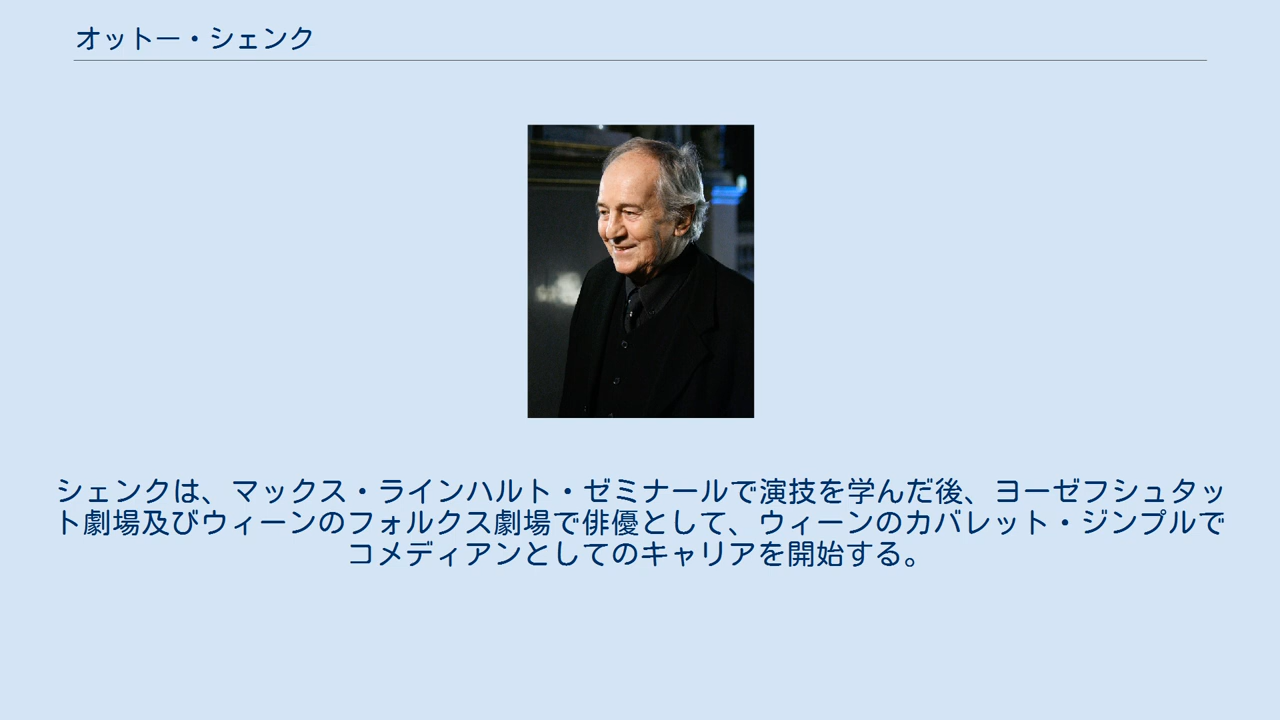 オットー・シェンク
シェンクは、マックス・ラインハルト・ゼミナールで演技を学んだ後、ヨーゼフシュタッ
ト劇場及びウィーンのフォルクス劇場で俳優として、ウィーンのカバレット・ジンプルで
コメディアンとしてのキャリアを開始する。